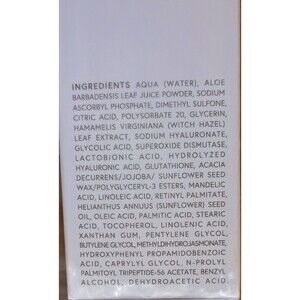 INGREDIENTS AQUA (WATER), ALOE
BARBADENSIS LEAF JUICE POWDER, SODIUM
ASCORBYL PHOSPHATE, DIMETHYL SULFONE,
CITRIC ACID, POLYSORBATE 20, GLYCERIN,
HAMAMELIS VIRGINIANA (WITCH HAZEL)
LEAF EXTRACT, SODIUM HYALURONATE,
GLYCOLIC ACID, SUPEROXIDE DISMUTASE,
LACTOBIONIC ACID, HYDROLYZED
HYALURONIC ACID, GLUTATHIONE, ACACIA
DECURRENS/JOJOBA/ SUNFLOWER SEED
WAX/POLYGLYCERYL-3 ESTERS, MANDELIC
ACID, LINOLEIC ACID, RETINYL PALMITATE,
HELIANTHUS ANNUUS (SUNFLOWER) SEED
OIL, OLEIC ACID, PALMITIC ACID, STEARIC
ACID, TOCOPHEROL, LINOLENIC ACID,
XANTHAN GUM, PENTYLENE GLYCOL,
BUTYLENE GLYCOL, METHYLDIHYDROJASMONATE,
HYDROXYPHENYL PROPAMIDOBENZOIC
ACID, CAPRYLYL GLYCOL, N-PROLYL
PALMITOYL TRIPEPTIDE-56 ACETATE, BENZYL
ALCOHOL, DEHYDROACETIC ACID